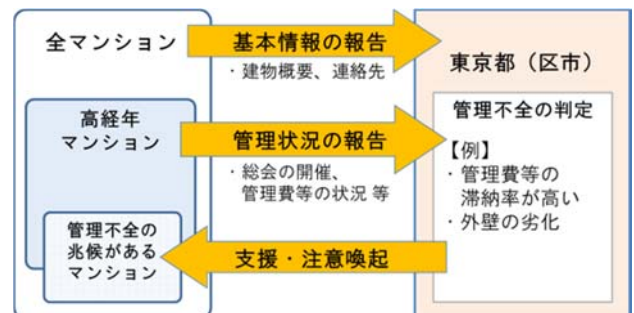 全マンション
高経年
マンション
管理不全の
兆候がある
マンション
基本情報の報告
・建物概要、連絡先
管理状況の報告
・総会の開催、
管理費等の状況 等
支援・注意喚起
東京都（区市）
管理不全の判定
【例】
・管理費等の
滞納率が高い
・外壁の劣化